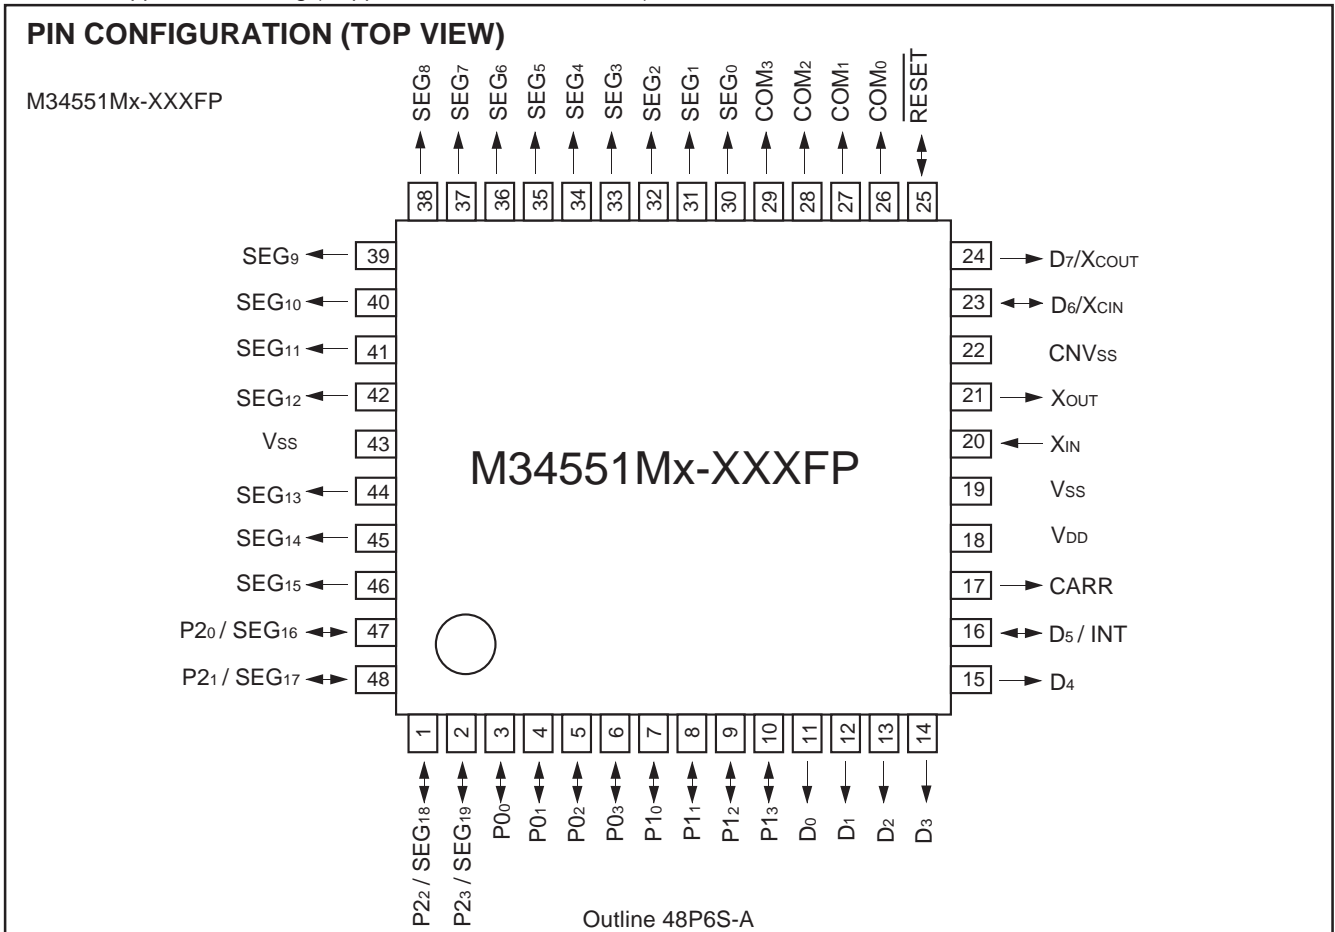 PIN CONFIGURATION (TOP VIEW)
M34551Mx-XXXFP
SEG8
SEG7
SEG6
SEG5
SEG4
SEG3
SEG2
SEG1
SEG0
COM3
COM2
COM1
COM0
RESET
38
37
36
35
34
33
32
31
30
29
28
27
26
25
SEG9 39
SEG10 40
SEG11 41
SEG12 42
VSS 43
SEG13 44
SEG14 45
SEG15 46
P20 / SEG16 47
P21 / SEG17 48
M34551Mx-XXXFP
24 D7/XCOUT
23 D6/XCIN
22 CNVSS
21 XOUT
20 XIN
19 VSS
18 VDD
17 CARR
16 D5 / INT
15 D4
1
2
3
4
5
6
7
8
9
10
11
12
13
14
P22 / SEG18
P23 / SEG19
P00
P01
P02
P03
P10
P11
P12
P13
D0
D1
D2
D3
Outline 48P6S-A